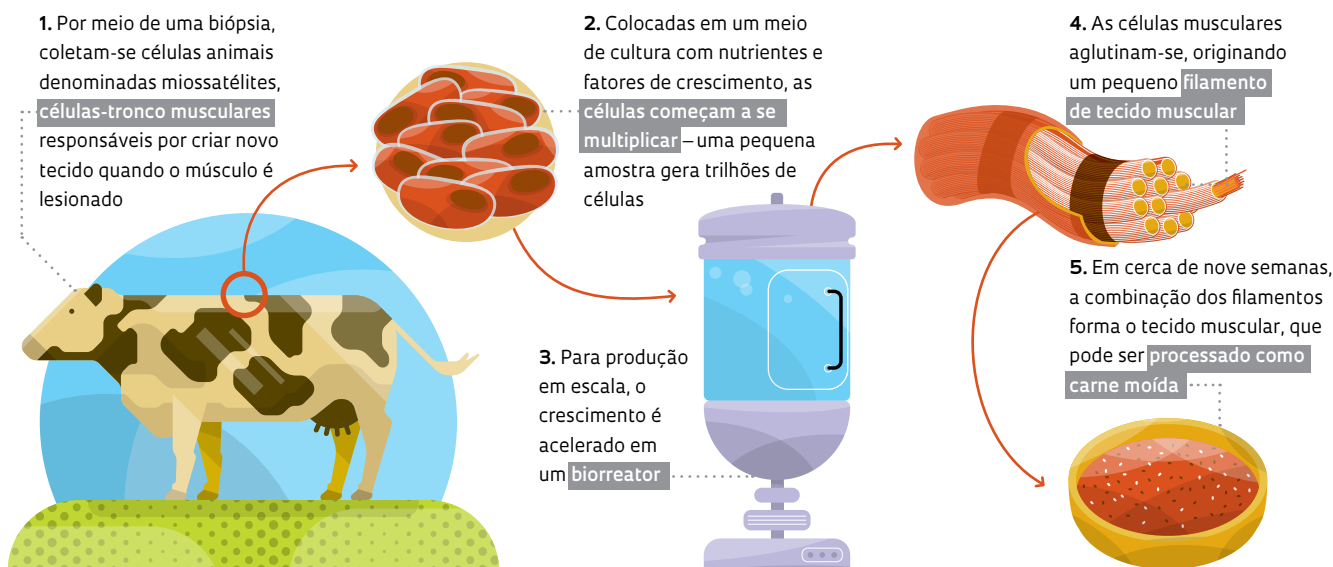 1. Por meio de uma biópsia,
coletam-se células animais
denominadas miossatélites,
células-tronco musculares
responsáveis por criar novo
tecido quando o músculo é
lesionado
2. Colocadas em um meio
de cultura com nutrientes e
fatores de crescimento, as
células começam a se
multiplicar – uma pequena
amostra gera trilhões de
células
3. Para produção
em escala, o
crescimento é
acelerado em
um biorreator
4. As células musculares
aglutinam-se, originando
um pequeno filamento
de tecido muscular
5. Em cerca de nove semanas,
a combinação dos filamentos
forma o tecido muscular, que
pode ser processado como
carne moída